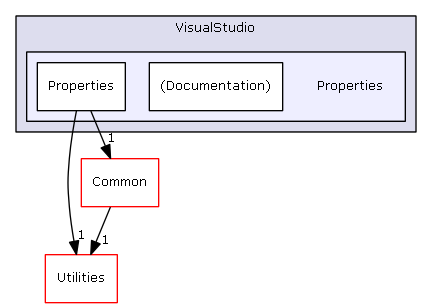 VisualStudio
Properties
(Documentation)
Properties
1
Common
1
1
Utilities